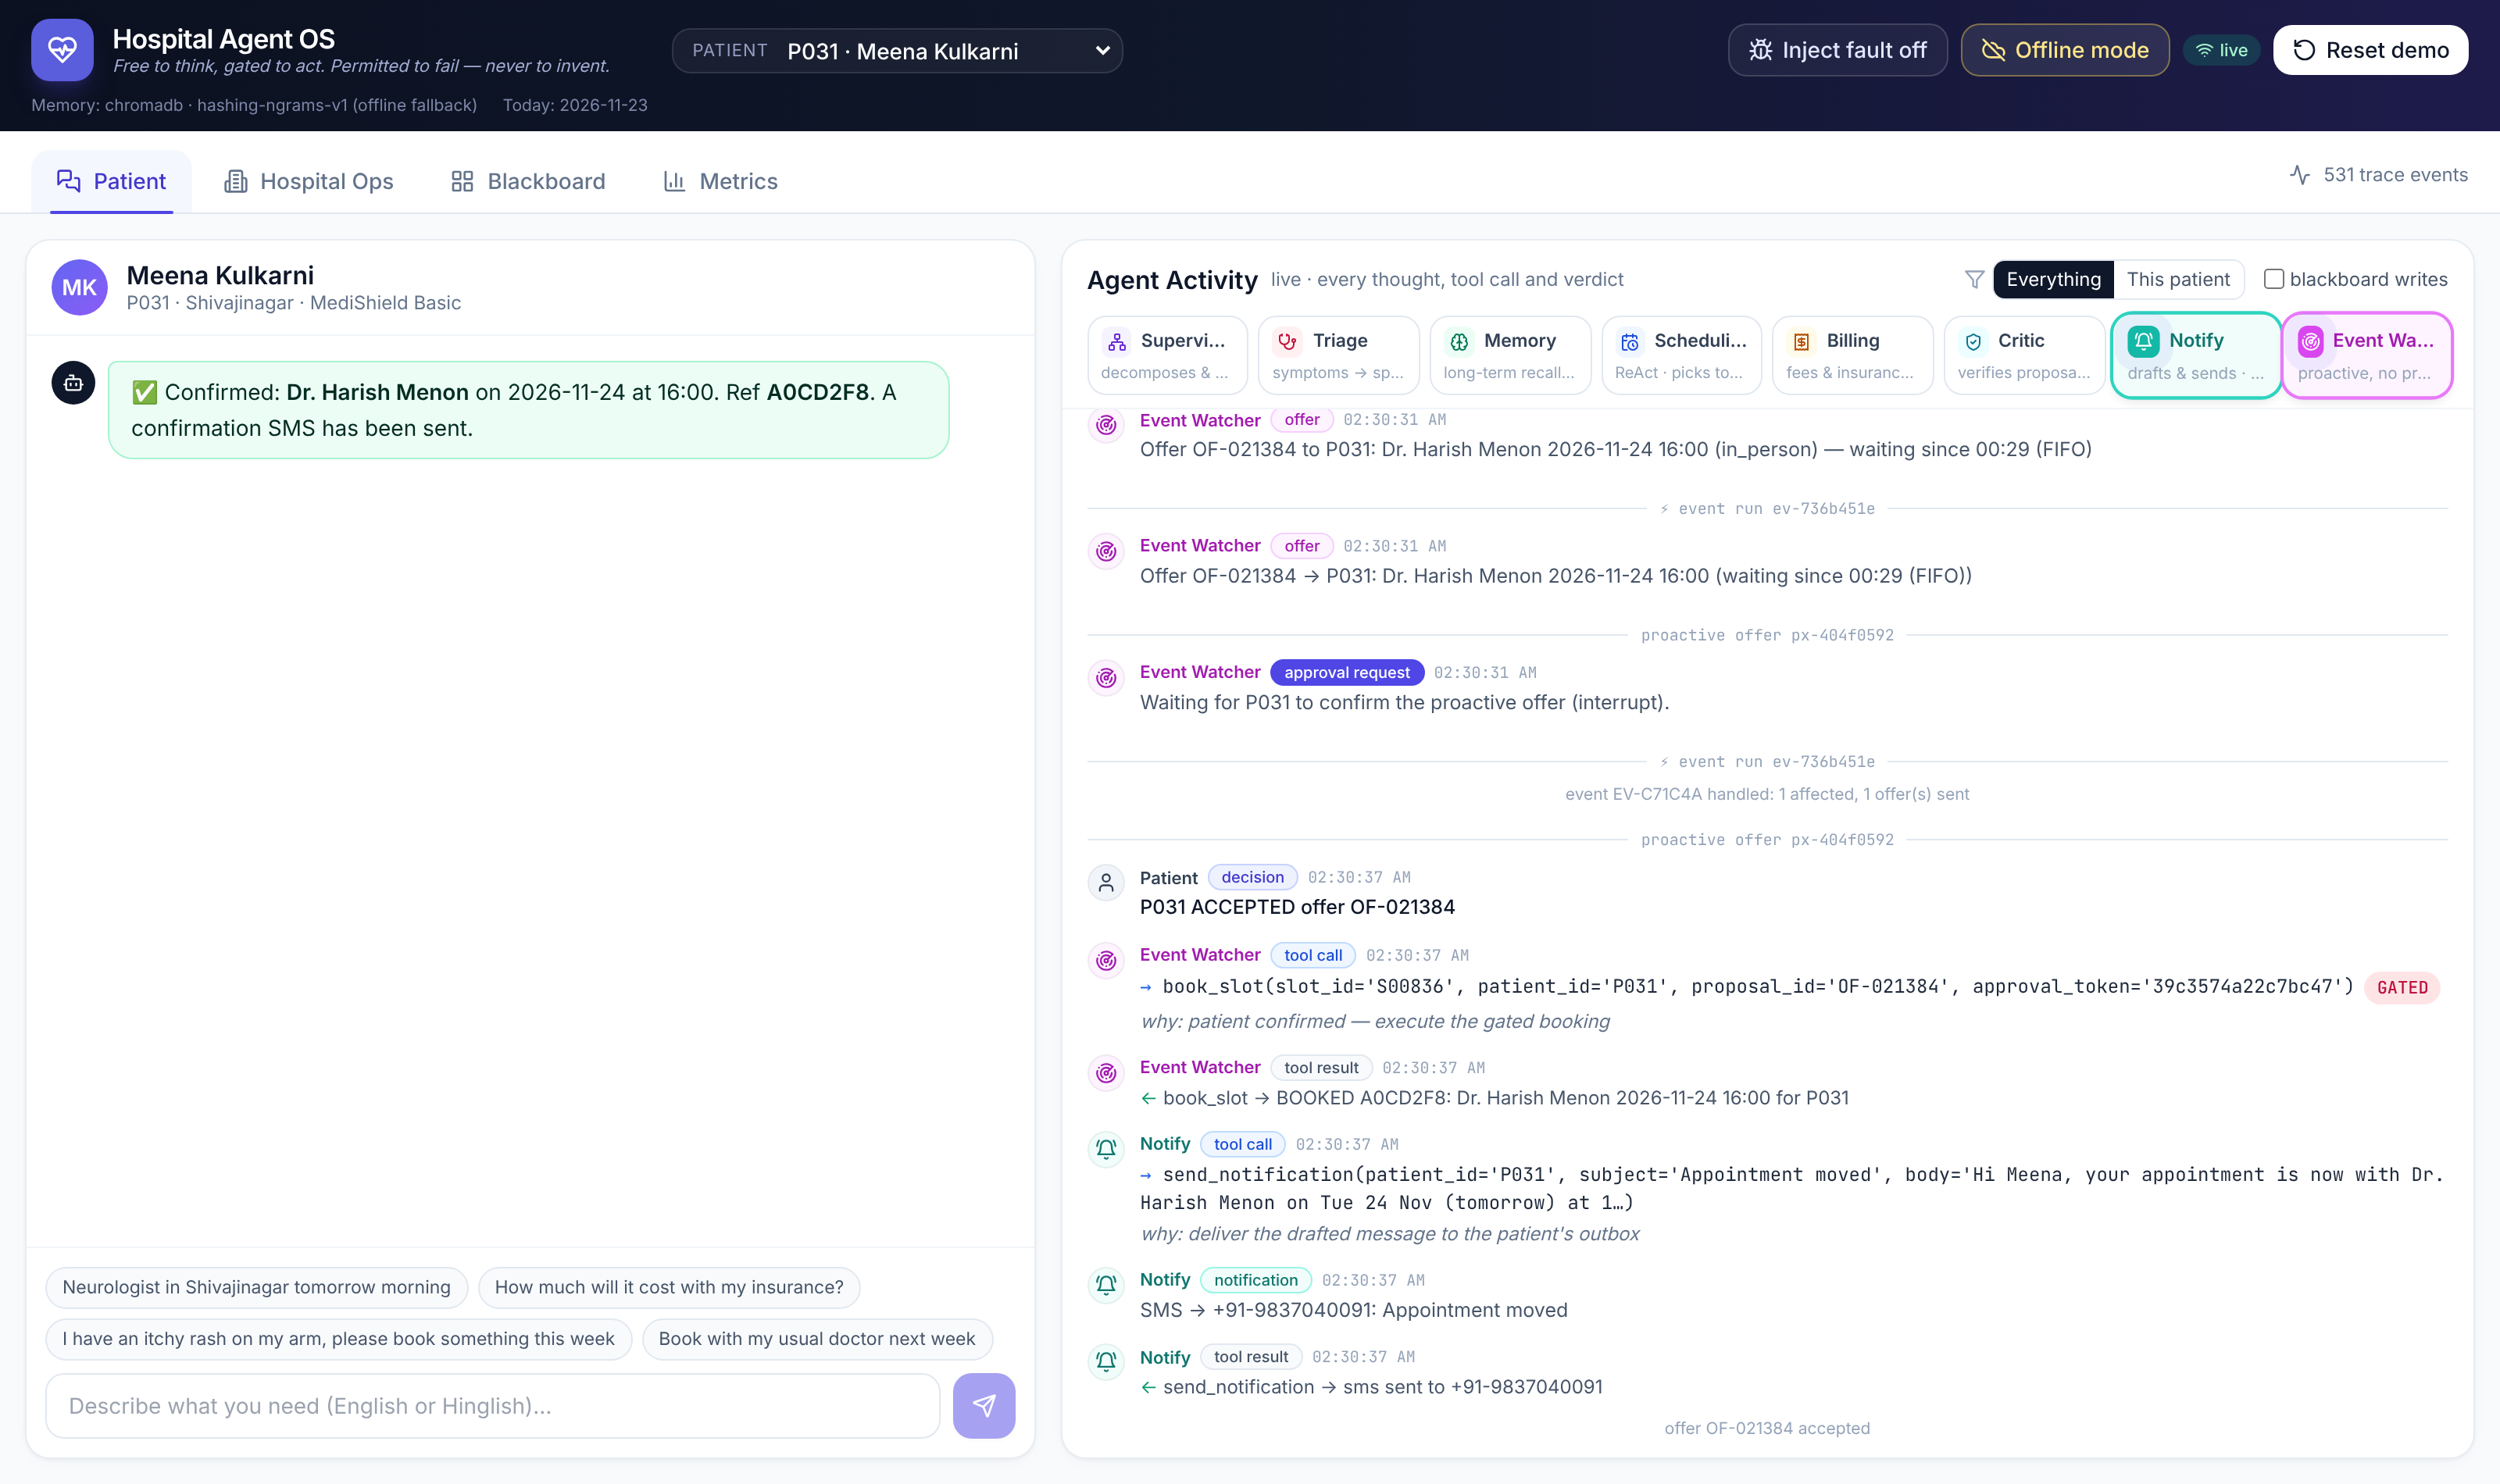 Hospital Agent OS
Free to think, gated to act. Permitted to fail — never to invent.
Memory: chromadb · hashing-ngrams-v1 (offline fallback) Today: 2026-11-23
PATIENT P031 · Meena Kulkarni
Inject fault off
Offline mode
live
Reset demo
Patient
Hospital Ops
Blackboard
Metrics
531 trace events
MK
Meena Kulkarni
P031 · Shivajinagar · MediShield Basic
✅ Confirmed: Dr. Harish Menon on 2026-11-24 at 16:00. Ref A0CD2F8. A
confirmation SMS has been sent.
Neurologist in Shivajinagar tomorrow morning
How much will it cost with my insurance?
I have an itchy rash on my arm, please book something this week
Book with my usual doctor next week
Describe what you need (English or Hinglish)...
Agent Activity live · every thought, tool call and verdict
Everything This patient blackboard writes
Supervi...
decomposes & ...
Triage
symptoms → sp...
Memory
long-term recall...
Scheduli...
ReAct · picks to...
Billing
fees & insuranc...
Critic
verifies proposa...
Notify
drafts & sends · ...
Event Wa...
proactive, no pr...
Event Watcher offer 02:30:31 AM
Offer OF-021384 to P031: Dr. Harish Menon 2026-11-24 16:00 (in_person) — waiting since 00:29 (FIFO)
⚡ event run ev-736b451e
Event Watcher offer 02:30:31 AM
Offer OF-021384 → P031: Dr. Harish Menon 2026-11-24 16:00 (waiting since 00:29 (FIFO))
proactive offer px-404f0592
Event Watcher approval request 02:30:31 AM
Waiting for P031 to confirm the proactive offer (interrupt).
⚡ event run ev-736b451e
event EV-C71C4A handled: 1 affected, 1 offer(s) sent
proactive offer px-404f0592
Patient decision 02:30:37 AM
P031 ACCEPTED offer OF-021384
Event Watcher tool call 02:30:37 AM
→ book_slot(slot_id='S00836', patient_id='P031', proposal_id='OF-021384', approval_token='39c3574a22c7bc47') GATED
why: patient confirmed — execute the gated booking
Event Watcher tool result 02:30:37 AM
← book_slot → BOOKED A0CD2F8: Dr. Harish Menon 2026-11-24 16:00 for P031
Notify tool call 02:30:37 AM
→ send_notification(patient_id='P031', subject='Appointment moved', body='Hi Meena, your appointment is now with Dr.
Harish Menon on Tue 24 Nov (tomorrow) at 1…)
why: deliver the drafted message to the patient's outbox
Notify notification 02:30:37 AM
SMS → +91-9837040091: Appointment moved
Notify tool result 02:30:37 AM
← send_notification → sms sent to +91-9837040091
offer OF-021384 accepted